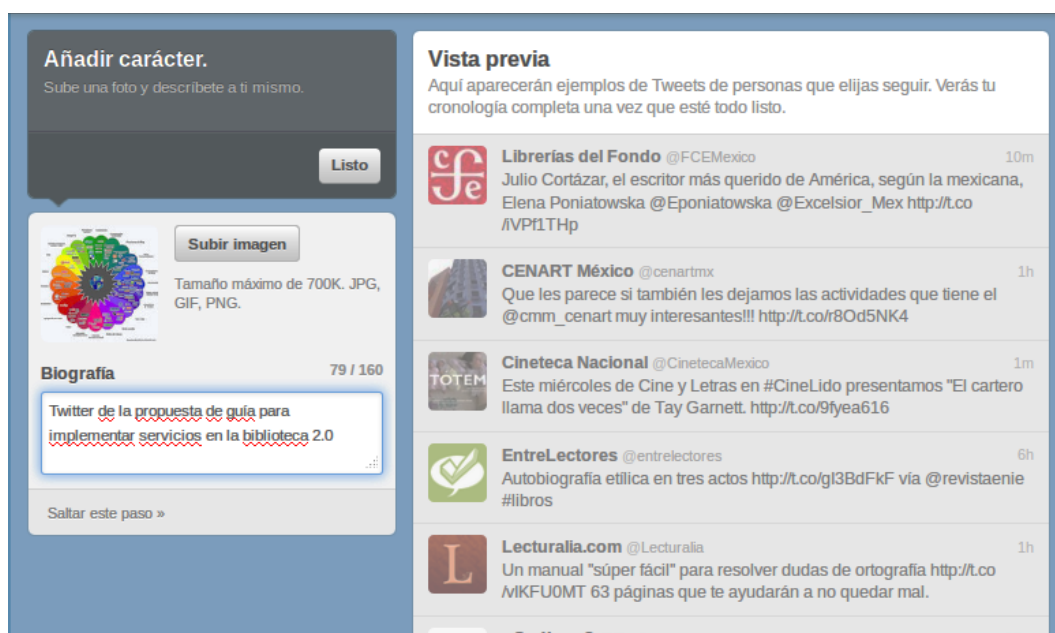 Añadir carácter.
Sube una foto y descríbete a ti mismo.
Listo
Subir imagen
Tamaño máximo de 700K. JPG,
GIF, PNG.
Biografía
79 / 160
Twitter de la propuesta de guía para
implementar servicios en la biblioteca 2.0
Saltar este paso »
Vista previa
Aquí aparecerán ejemplos de Tweets de personas que elijas seguir. Verás tu
cronología completa una vez que esté todo listo.
Librerías del Fondo @FCEMexico 10m
Julio Cortázar, el escritor más querido de América, según la mexicana,
Elena Poniatowska @Eponiatowska @Excelsior_Mex http://t.co
/iVPf1THp
CENART México @cenartmx 1h
Que les parece si también les dejamos las actividades que tiene el
@cmm_cenart muy interesantes!!! http://t.co/r8Od5NK4
TOTEM
Cineteca Nacional @CinetecaMexico 1m
Este miércoles de Cine y Letras en #CineLido presentamos "El cartero
llama dos veces" de Tay Garnett. http://t.co/9fyea616
EntreLectores @entrelectores 6h
Autobiografía etílica en tres actos http://t.co/gI3BdFkF vía @revistaenie
#libros
L
Lecturalia.com @Lecturalia 1h
Un manual "súper fácil" para resolver dudas de ortografía http://t.co
/vlKFU0MT 63 páginas que te ayudarán a no quedar mal.